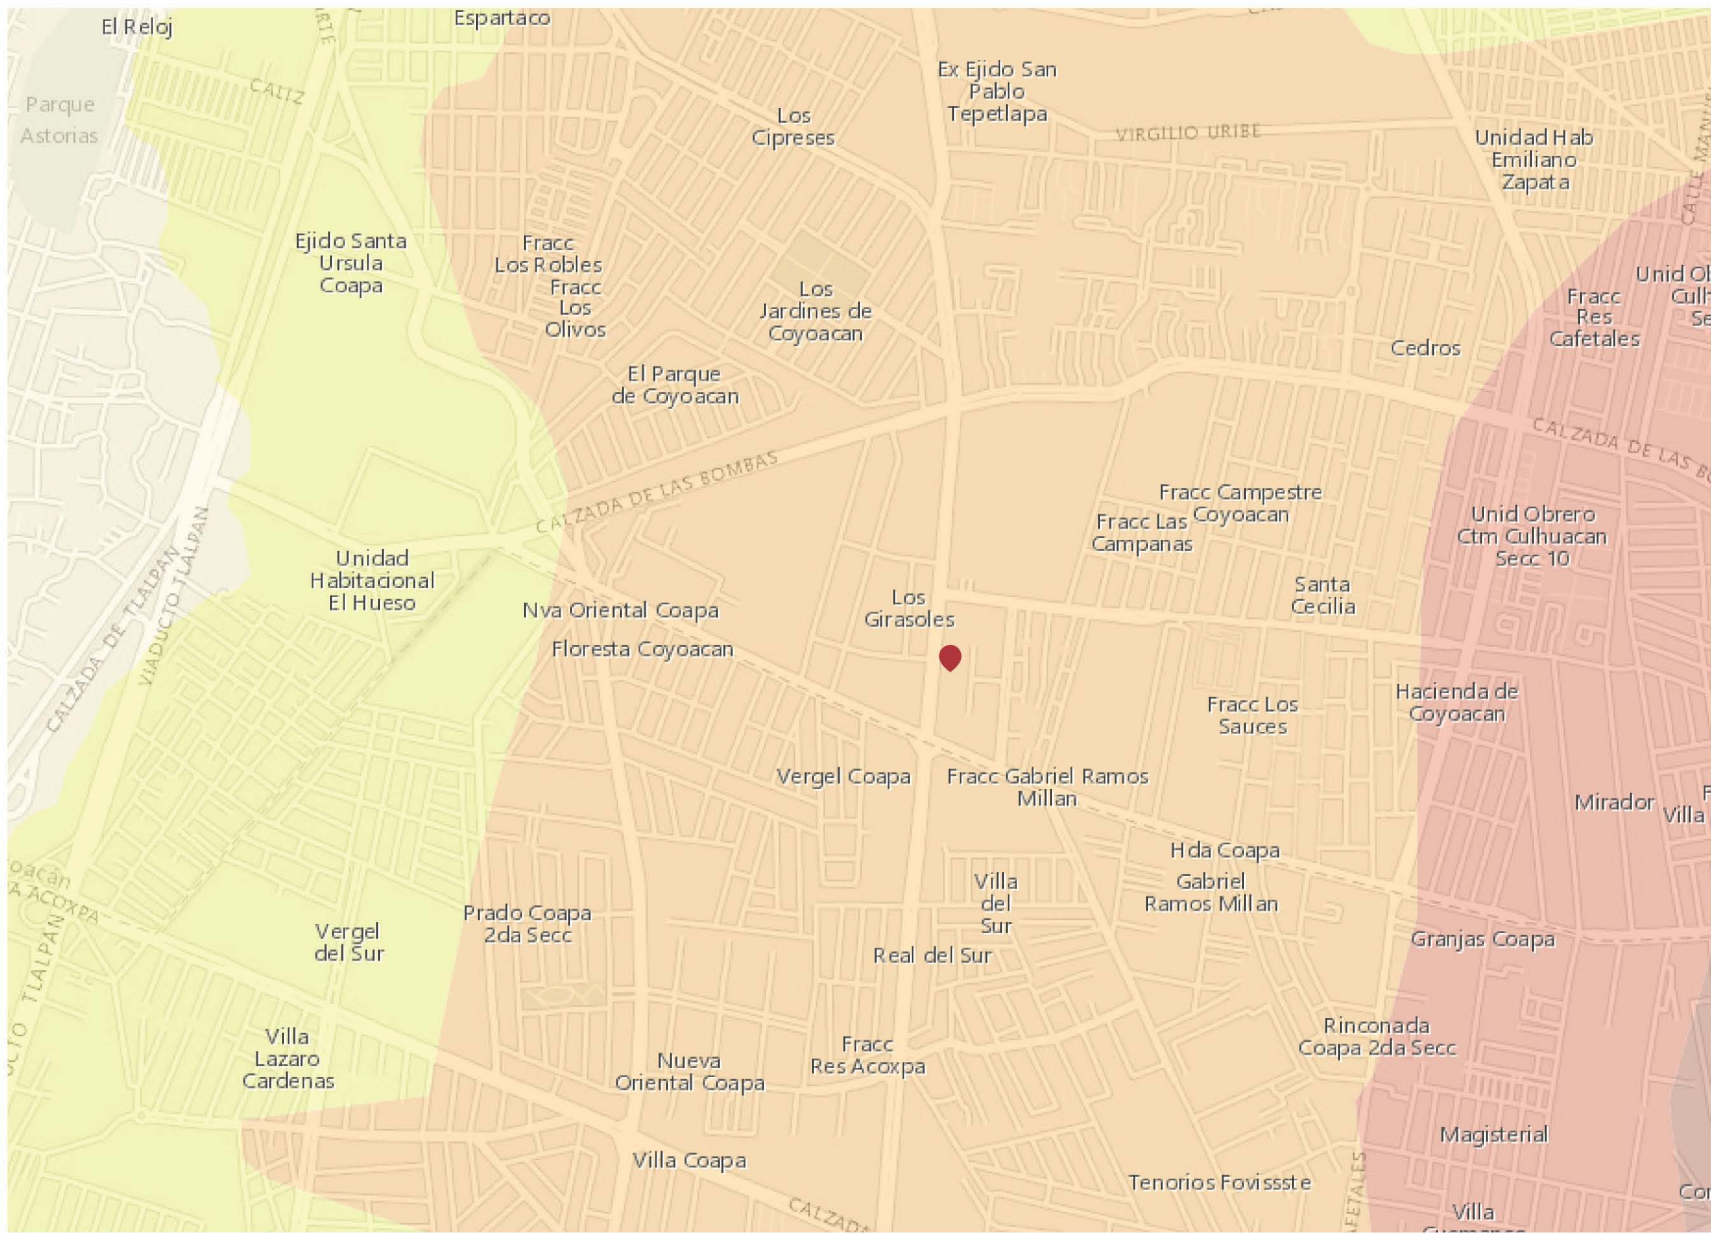 El Reloj
Espartaco
Parque
Astorias
CALIZ
Los
Cipreses
Ex Ejido San
Pablo
Tepetlapa
VIRGILIO URIBE
Unidad Hab
Emiliano
Zapata
Ejido Santa
Ursula
Coapa
Fracc
Los Robles
Fracc
Los
Olivos
Los
Jardines de
Coyoacan
Fracc
Res
Cafetales
Cedros
El Parque
de Coyoacan
CALZADA DE LAS BOMBAS
CALZADA DE LAS
Fracc Campestre
Coyoacan
Fracc Las
Campanas
Unid Obrero
Ctm Culhuacan
Secc 10
Unidad
Habitacional
El Hueso
CALZADA DE TLALPAN
VIADUCTO TLALPAN
Nva Oriental Coapa
Floresta Coyoacan
Los
Girasoles
Santa
Cecilia
Fracc Los
Sauces
Hacienda de
Coyoacan
Vergel Coapa
Fracc Gabriel Ramos
Millan
Mirador
Villa
Hda Coapa
Gabriel
Ramos Millan
Villa
del
Sur
ACOXPA
TLALPAN
Prado Coapa
2da Secc
Vergel
del Sur
Real del Sur
Granjas Coapa
Rinconada
Coapa 2da Secc
Villa
Lazaro
Cardenas
Nueva
Oriental Coapa
Fracc
Res Acoxpa
Magisterial
Villa Coapa
Tenorios Fovissste
CALZADA
Villa